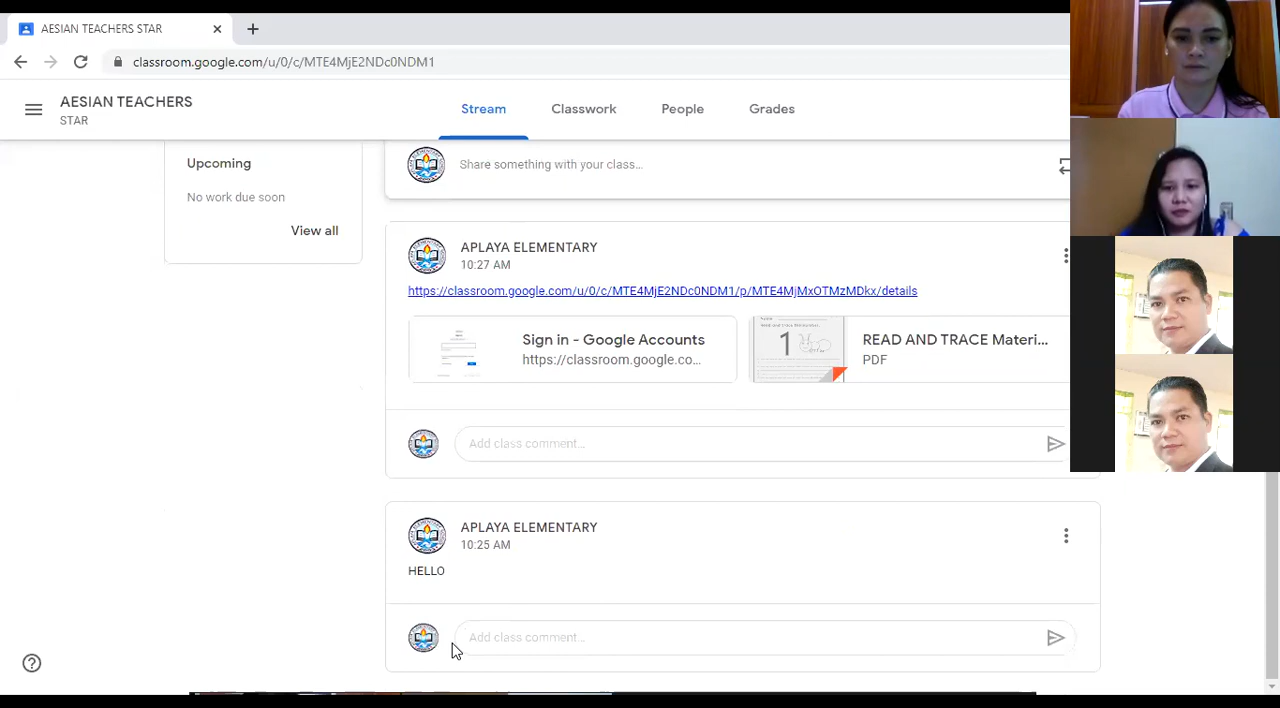 AESIAN TEACHERS STAR
classroom.google.com/u/0/c/MTE4MjE2NDc0NDM1
AESIAN TEACHERS
STAR
Stream
Classwork
People
Grades
Upcoming
No work due soon
View all
Share something with your class...
APLAYA ELEMENTARY
10:27 AM
https://classroom.google.com/u/0/c/MTE4MjE2NDc0NDM1/p/MTE4MjMxOTMzMDkx/details
Sign in - Google Accounts
https://classroom.google.co...
1
READ AND TRACE Materi...
PDF
Add class comment...
APLAYA ELEMENTARY
10:25 AM
HELLO
Add class comment...